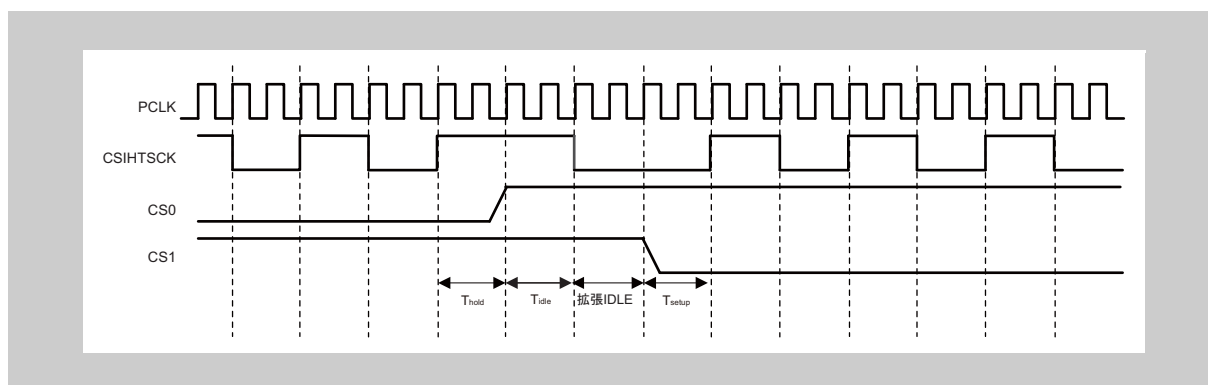 PCLK
CSIHTSCK
CS0
CS1
Thold Tidle 拡張IDLE Tsetup